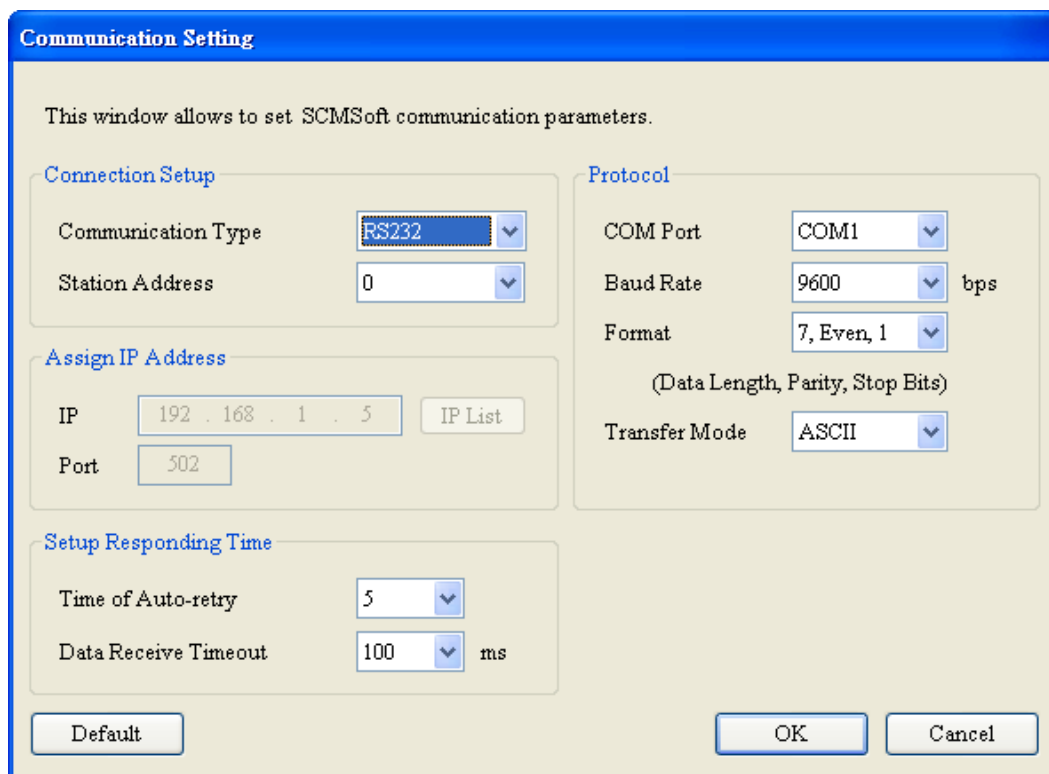 Communication Setting
This window allows to set SCMSoft communication parameters.
Connection Setup
Communication Type RS232
Station Address 0
Assign IP Address
IP 192 . 168 . 1 . 5 IP List
Port 502
Setup Responding Time
Time of Auto-retry 5
Data Receive Timeout 100 ms
Protocol
COM Port COM1
Baud Rate 9600 bps
Format 7, Even, 1
(Data Length, Parity, Stop Bits)
Transfer Mode ASCII
Default
OK
Cancel